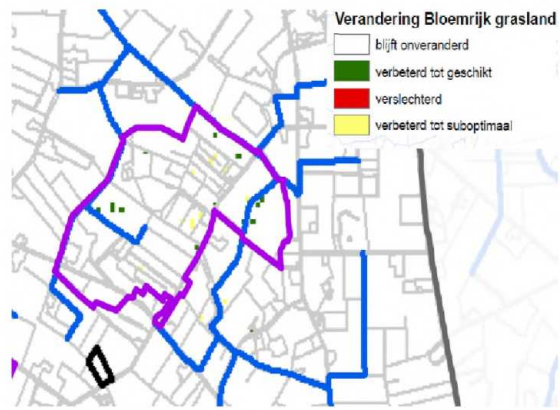 Verandering Bloemrijk grasland
blijft onveranderd
verbeterd tot geschikt
verslechterd
verbeterd tot suboptimaal